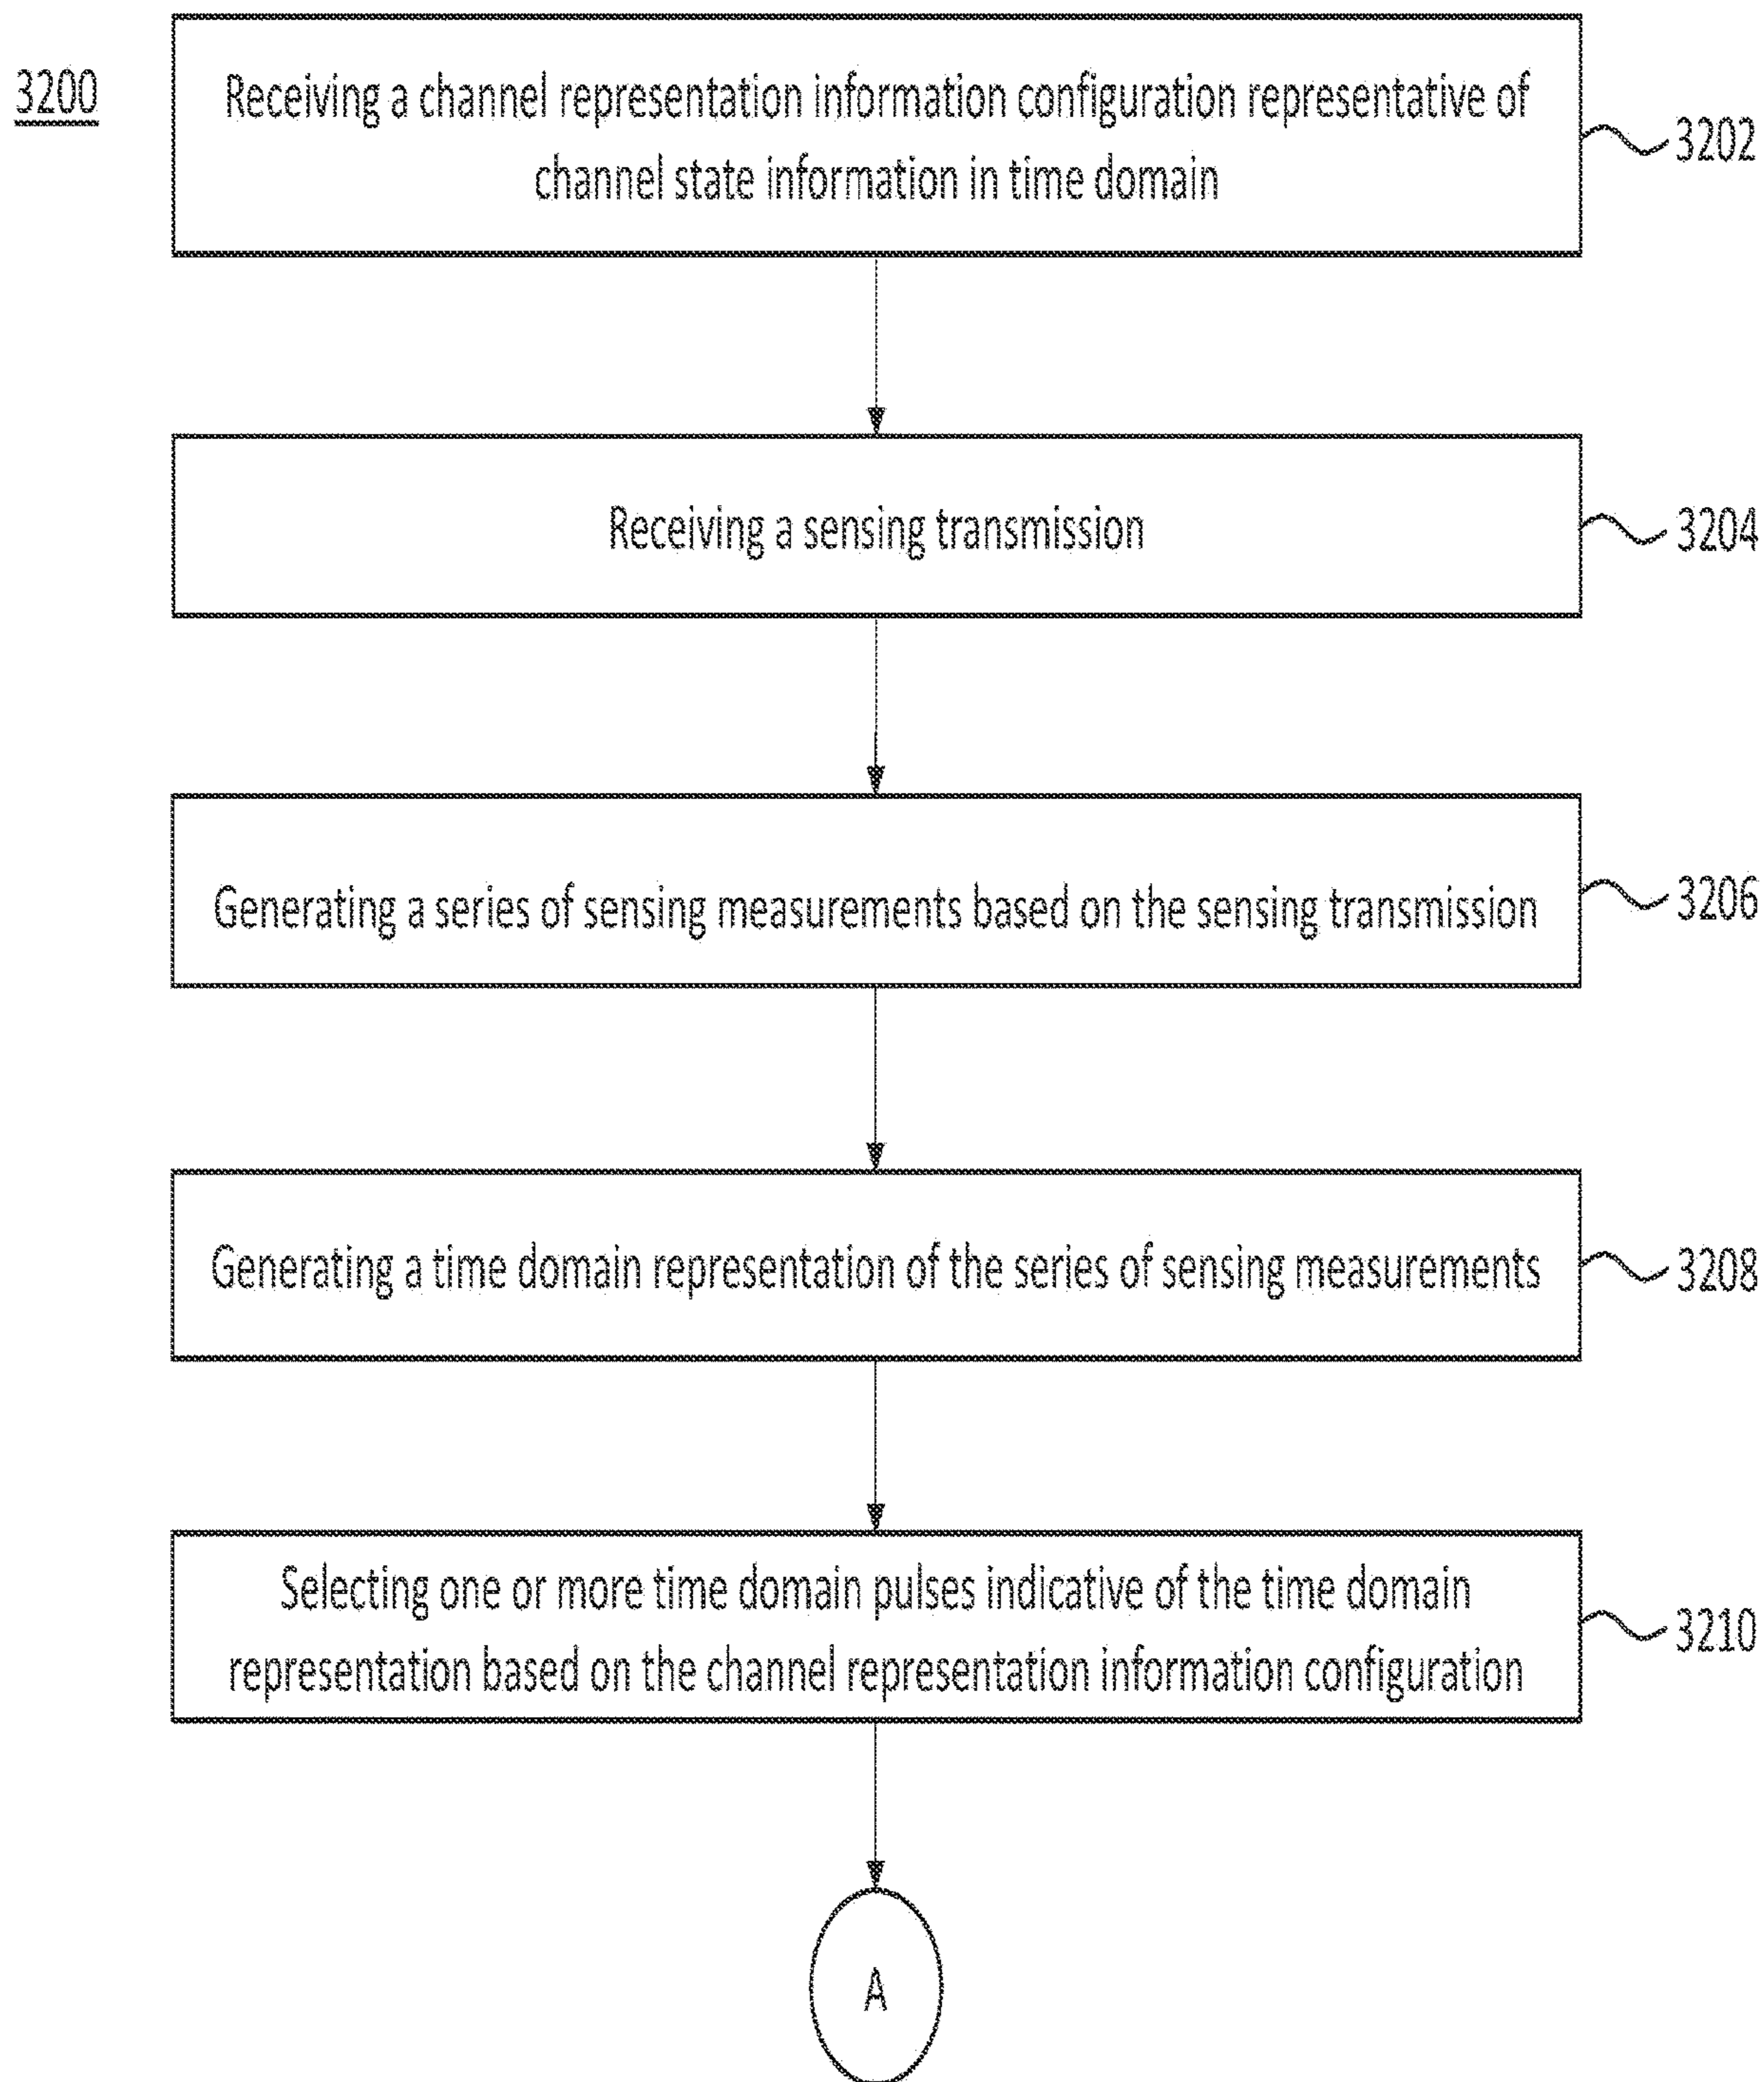 3200
Receiving a channel representation information configuration representative of
channel state information in time domain
3202
Receiving a sensing transmission
3204
Generating a series of sensing measurements based on the sensing transmission
3206
Generating a time domain representation of the series of sensing measurements
3208
Selecting one or more time domain pulses indicative of the time domain
representation based on the channel representation information configuration
3210
A